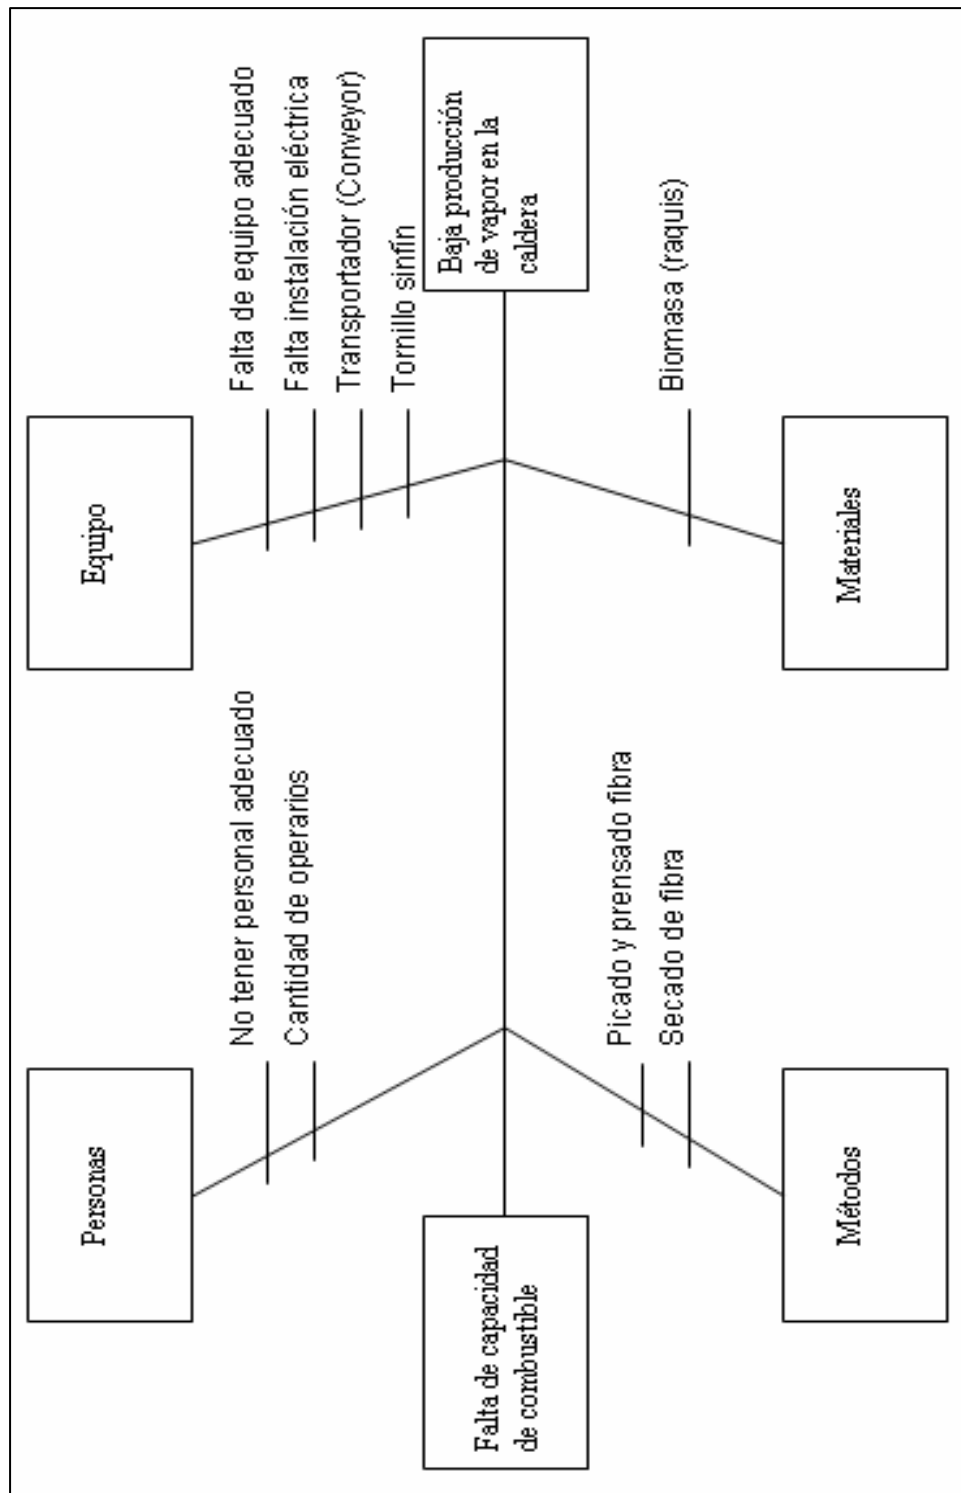 Personas
No tener personal adecuado
Cantidad de operarios
Equipo
Falta de equipo adecuado
Falta instalación eléctrica
Transportador (Conveyor)
Tornillo sinfín
Falta de capacidad
de combustible
Baja producción
de vapor en la
caldera
Picado y prensado fibra
Secado de fibra
Métodos
Biomasa (raquis)
Materiales